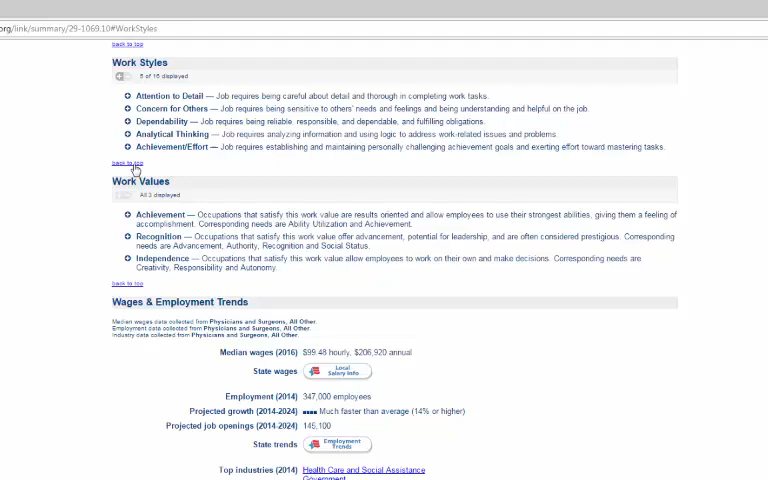 org/link/summary/29-1069.10#WorkStyles
back to top
Work Styles
5 of 16 displayed
Attention to Detail — Job requires being careful about detail and thorough in completing work tasks.
Concern for Others — Job requires being sensitive to others' needs and feelings and being understanding and helpful on the job.
Dependability — Job requires being reliable, responsible, and dependable, and fulfilling obligations.
Analytical Thinking — Job requires analyzing information and using logic to address work-related issues and problems.
Achievement/Effort — Job requires establishing and maintaining personally challenging achievement goals and exerting effort toward mastering tasks.
back to top
Work Values
All 3 displayed
Achievement — Occupations that satisfy this work value are results oriented and allow employees to use their strongest abilities, giving them a feeling of
accomplishment. Corresponding needs are Ability Utilization and Achievement.
Recognition — Occupations that satisfy this work value offer advancement, potential for leadership, and are often considered prestigious. Corresponding
needs are Advancement, Authority, Recognition and Social Status.
Independence — Occupations that satisfy this work value allow employees to work on their own and make decisions. Corresponding needs are
Creativity, Responsibility and Autonomy.
back to top
Wages & Employment Trends
Median wages data collected from Physicians and Surgeons, All Other.
Employment data collected from Physicians and Surgeons, All Other.
Industry data collected from Physicians and Surgeons, All Other.
Median wages (2016) $99.48 hourly, $206,920 annual
State wages Local
Salary Info
Employment (2014) 347,000 employees
Projected growth (2014-2024) Much faster than average (14% or higher)
Projected job openings (2014-2024) 145,100
State trends Employment
Trends
Top industries (2014) Health Care and Social Assistance
Government